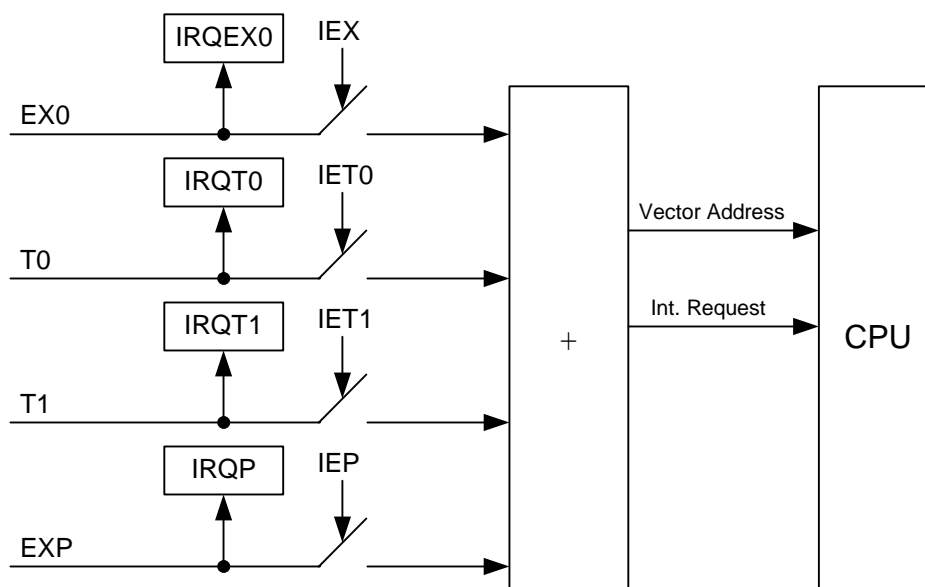 IRQEX0
IEX
EX0
IRQT0
IET0
Vector Address
T0
IRQT1
IET1
Int. Request
+
CPU
T1
IRQP
IEP
EXP